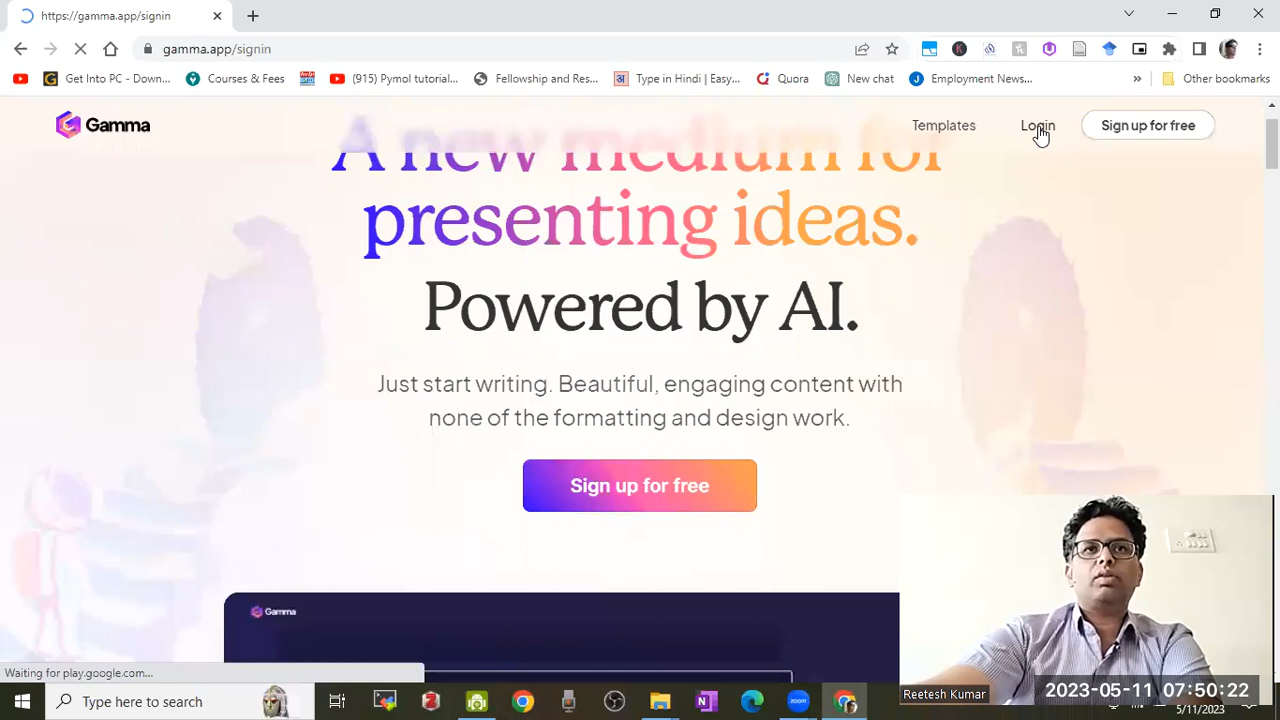 https://gamma.app/signin
gamma.app/signin
Get Into PC - Down...
Courses & Fees
(915) Pymol tutorial...
Fellowship and Res...
Type in Hindi | Easy...
Quora
New chat
Employment News...
Other bookmarks
Gamma
Templates
Login
Sign up for free
A new medium for
presenting ideas.
Powered by AI.
Just start writing. Beautiful, engaging content with
none of the formatting and design work.
Sign up for free
Gamma
Waiting for play.google.com...
Type here to search
zoom
Reetesh Kumar
2023-05-11 07:50:22
5/11/2023